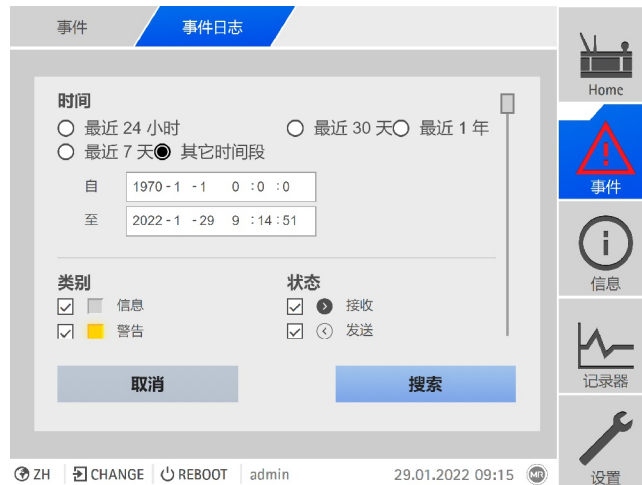 事件 事件日志
Home
时间
最近 24 小时 最近 30 天 最近 1 年
最近 7 天 其它时间段
自 1970 - 1 - 1 0 : 0 : 0
至 2022 - 1 - 29 9 : 14 : 51
事件
类别 状态
信息 接收
警告 发送
信息
取消 搜索
记录器
ZH CHANGE REBOOT admin 29.01.2022 09:15 MR
设置